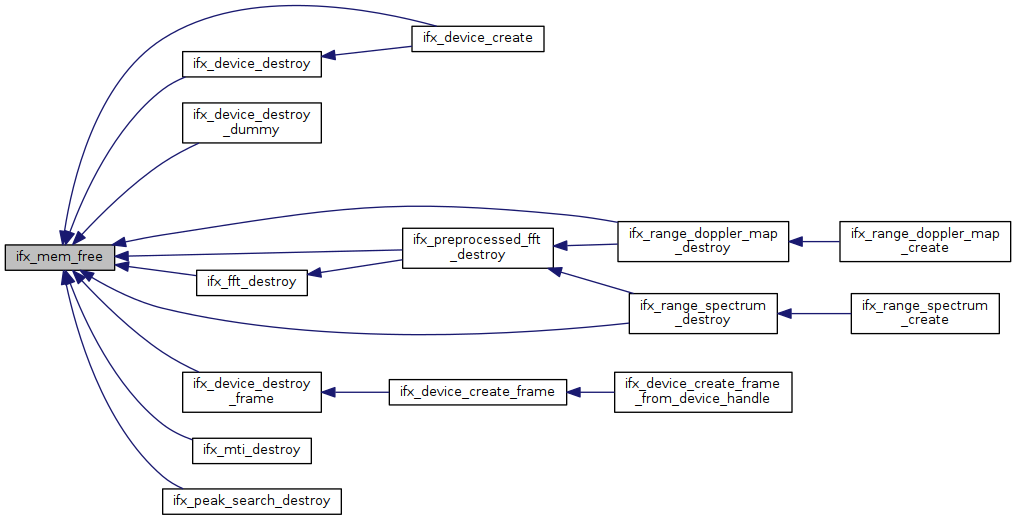 ifx_device_create
ifx_device_destroy
ifx_device_destroy
_dummy
ifx_mem_free
ifx_preprocessed_fft
_destroy
ifx_range_doppler_map
_destroy
ifx_range_doppler_map
_create
ifx_fft_destroy
ifx_range_spectrum
_destroy
ifx_range_spectrum
_create
ifx_device_destroy
_frame
ifx_device_create_frame
ifx_device_create_frame
_from_device_handle
ifx_mti_destroy
ifx_peak_search_destroy